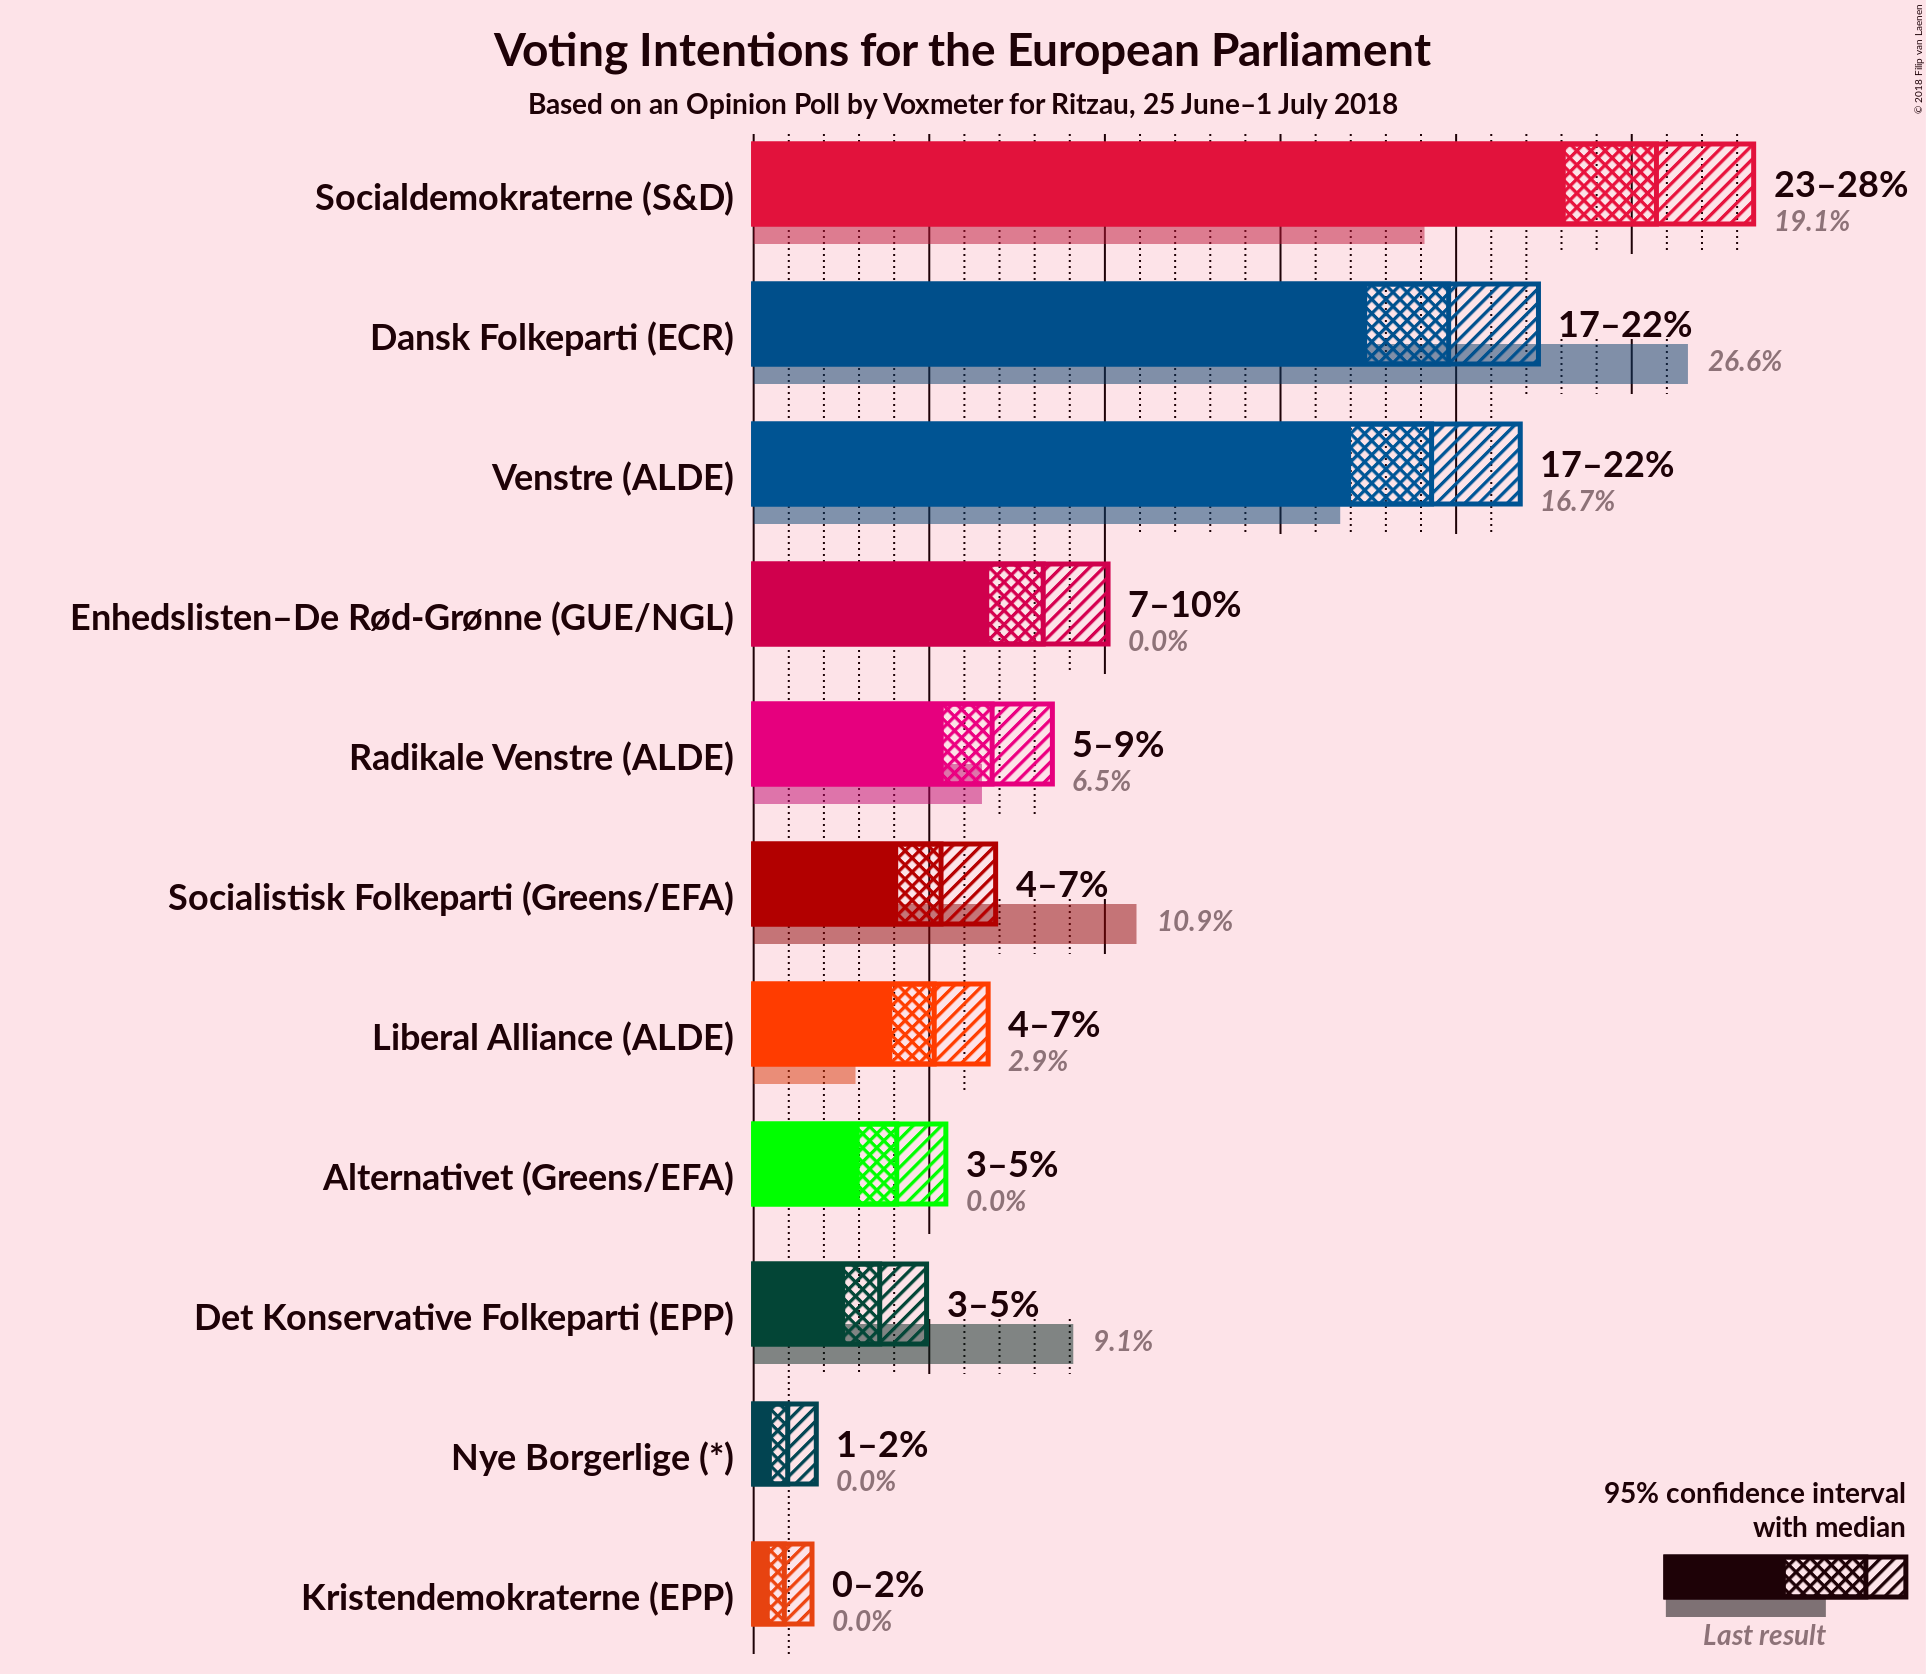 Voting Intentions for the European Parliament
Based on an Opinion Poll by Voxmeter for Ritzau, 25 June–1 July 2018
© 2018 Filip van Laenen
Socialdemokraterne (S&D)
23–28%
19.1%
Dansk Folkeparti (ECR)
17–22%
26.6%
Venstre (ALDE)
17–22%
16.7%
Enhedslisten–De Rød-Grønne (GUE/NGL)
7–10%
0.0%
Radikale Venstre (ALDE)
5–9%
6.5%
Socialistisk Folkeparti (Greens/EFA)
4–7%
10.9%
Liberal Alliance (ALDE)
4–7%
2.9%
Alternativet (Greens/EFA)
3–5%
0.0%
Det Konservative Folkeparti (EPP)
3–5%
9.1%
Nye Borgerlige (*)
1–2%
0.0%
Kristendemokraterne (EPP)
0–2%
0.0%
95% confidence interval
with median
Last result